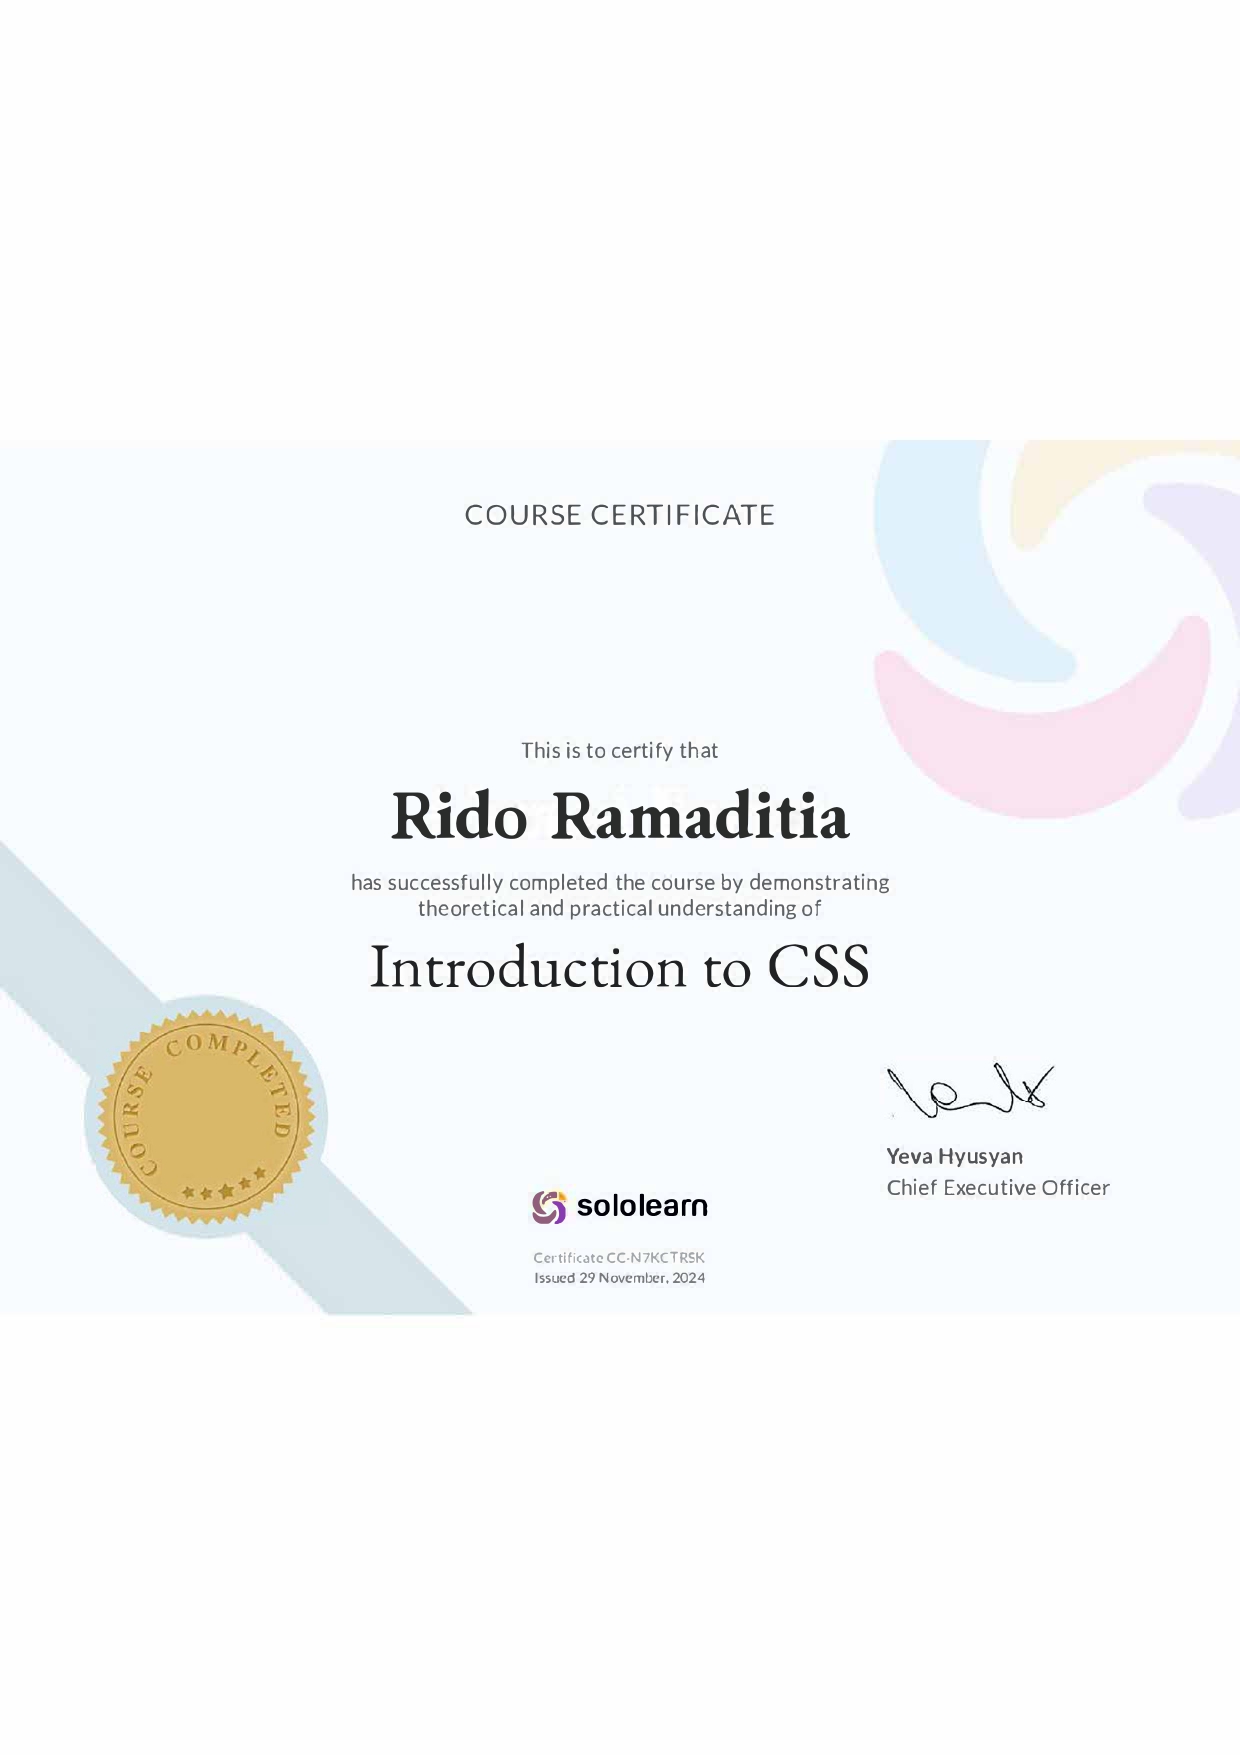 COURSE CERTIFICATE
This is to certify that
Rido Ramaditia
has successfully completed the course by demonstrating
theoretical and practical understanding of
Introduction to CSS
COURSE COMPLETED
Yeva Hyusyan
Chief Executive Officer
sololearn
Certificate CC-N7KCTRSK
Issued 29 November, 2024